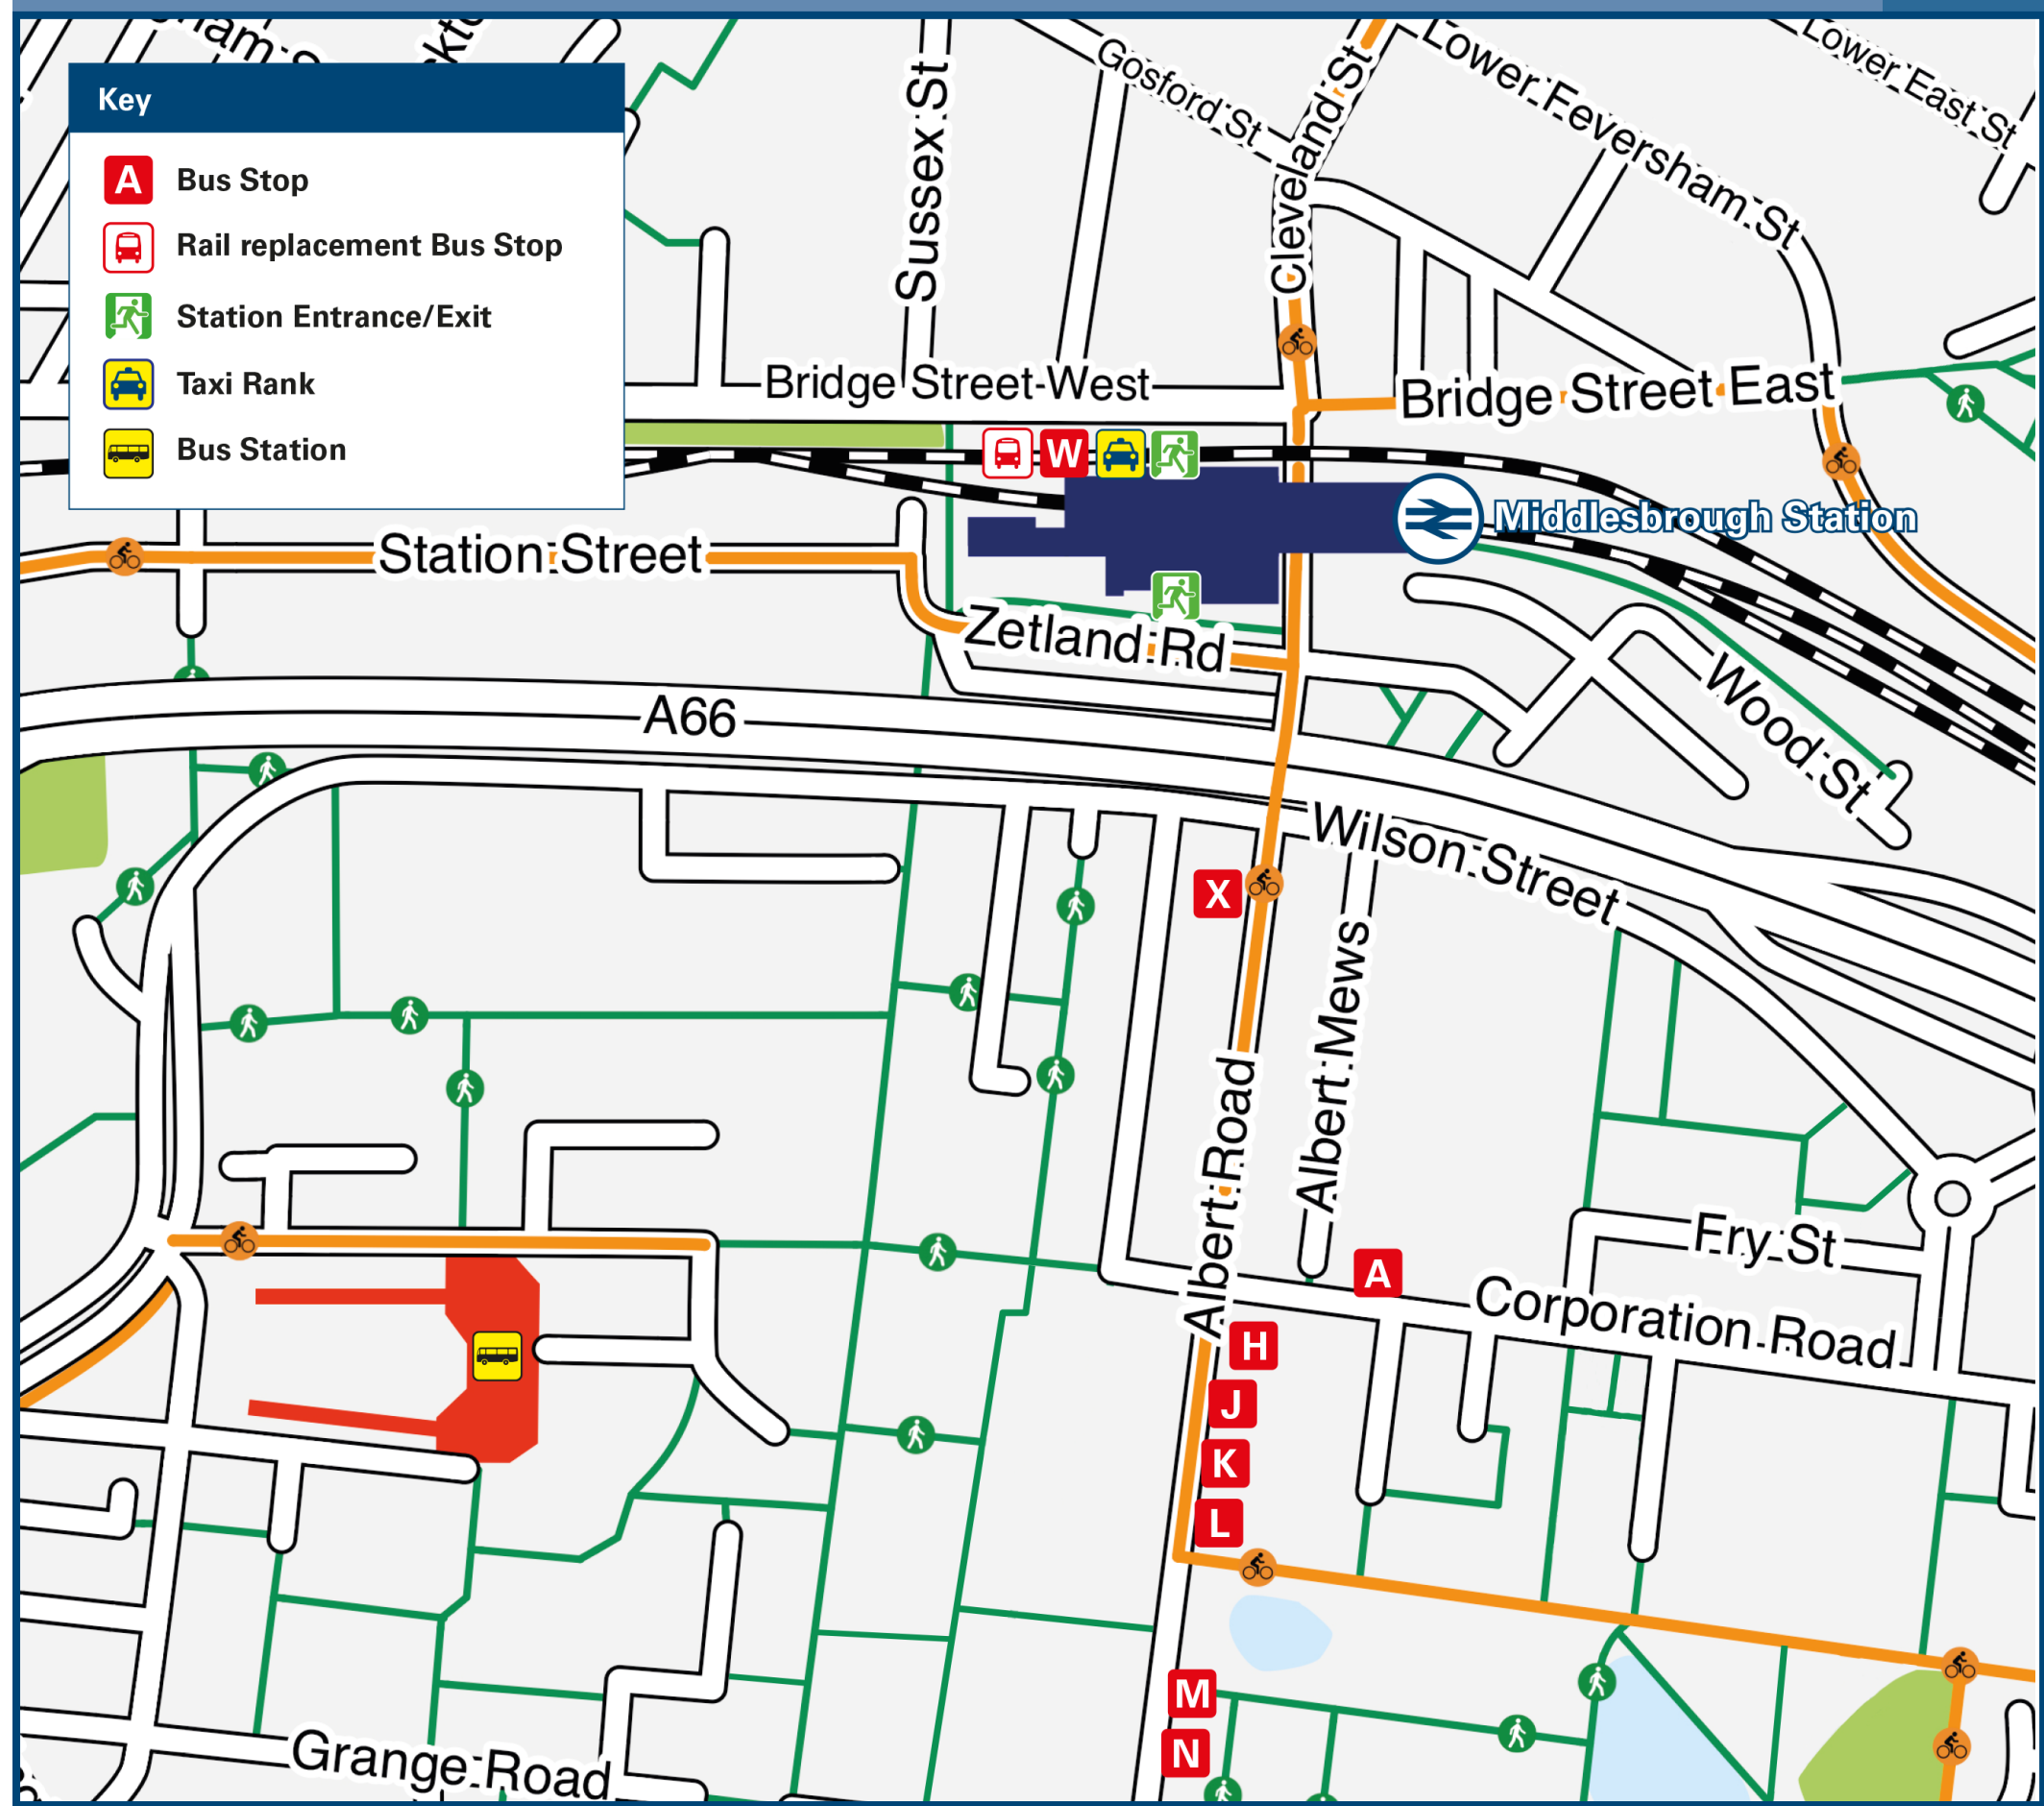 Key
A Bus Stop
Rail replacement Bus Stop
Station Entrance/Exit
Taxi Rank
Bus Station
Sussex St
Gosford St
Cleveland St
Lower Feversham St
Lower East St
Bridge Street West
Bridge Street East
W
Middlesbrough Station
Station Street
Zetland Rd
A66
Wood St
Wilson Street
X
Albert Mews
Albert Road
A
Fry St
Corporation Road
H
J
K
L
M
N
Grange Road